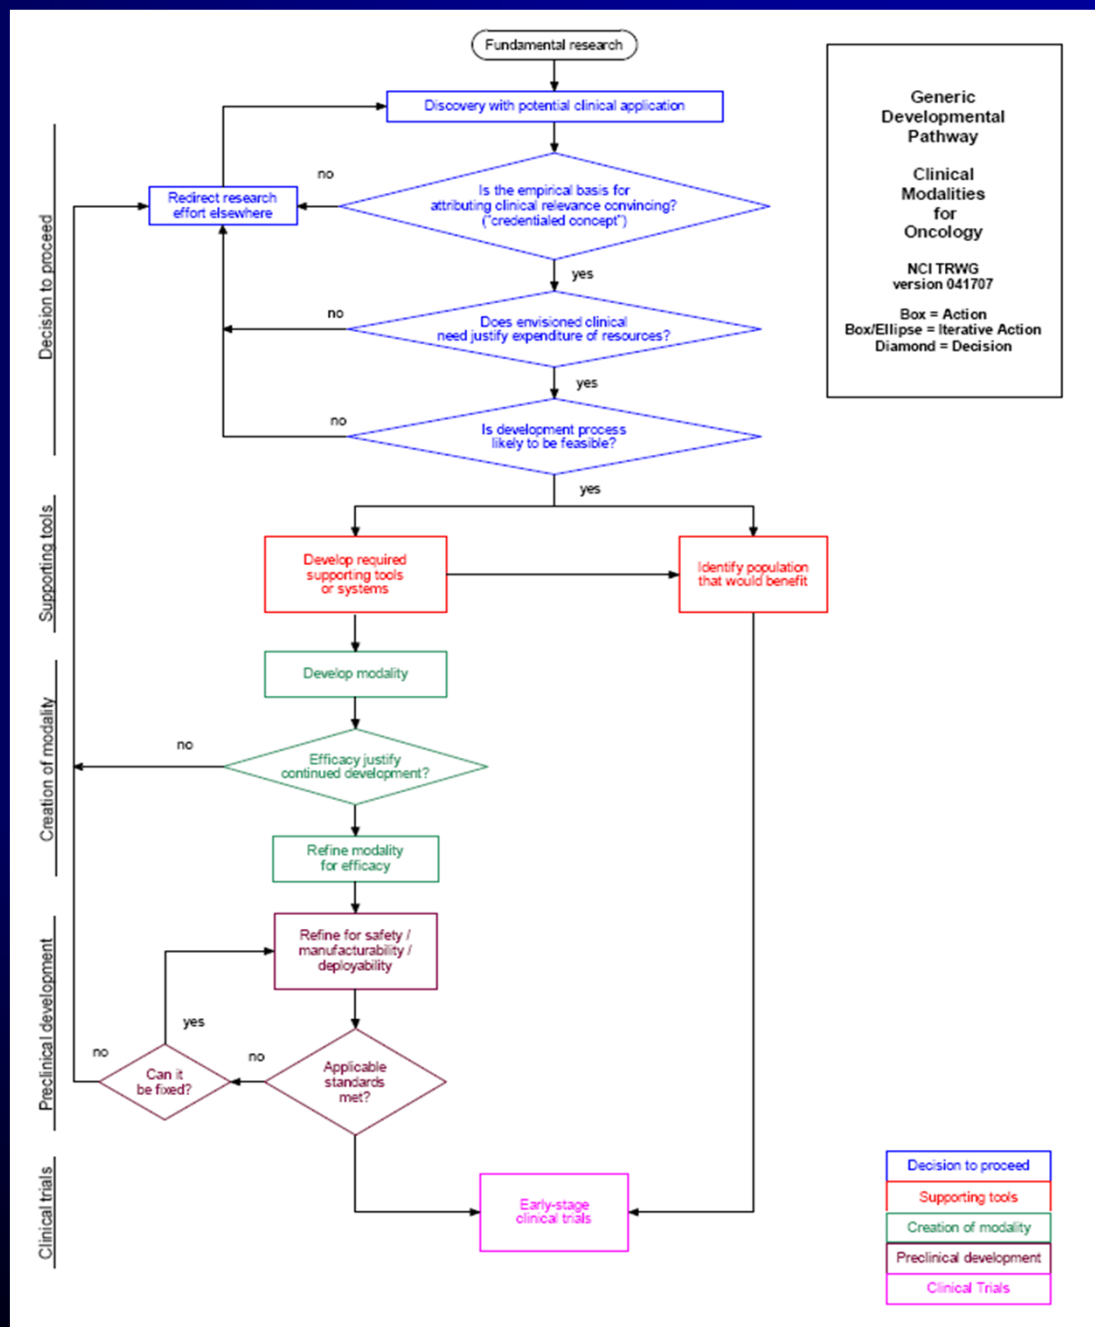 Fundamental research
Discovery with potential clinical application
Generic
Developmental
Pathway
Clinical
Modalities
for
Oncology
NCI TRWG
version 041707
Box = Action
Box/Ellipse = Iterative Action
Diamond = Decision
Decision to proceed
no
Redirect research
effort elsewhere
Is the empirical basis for
attributing clinical relevance convincing?
("credentialed concept")
yes
no
Does envisioned clinical
need justify expenditure of resources?
yes
no
Is development process
likely to be feasible?
yes
Supporting tools
Develop required
supporting tools
or systems
Identify population
that would benefit
Creation of modality
Develop modality
no
Efficacy justify
continued development?
Refine modality
for efficacy
Preclinical development
Refine for safety /
manufacturability /
deployability
yes
no
Can it
be fixed?
no
Applicable
standards
met?
Clinical trials
Early-stage
clinical trials
Decision to proceed
Supporting tools
Creation of modality
Preclinical development
Clinical Trials